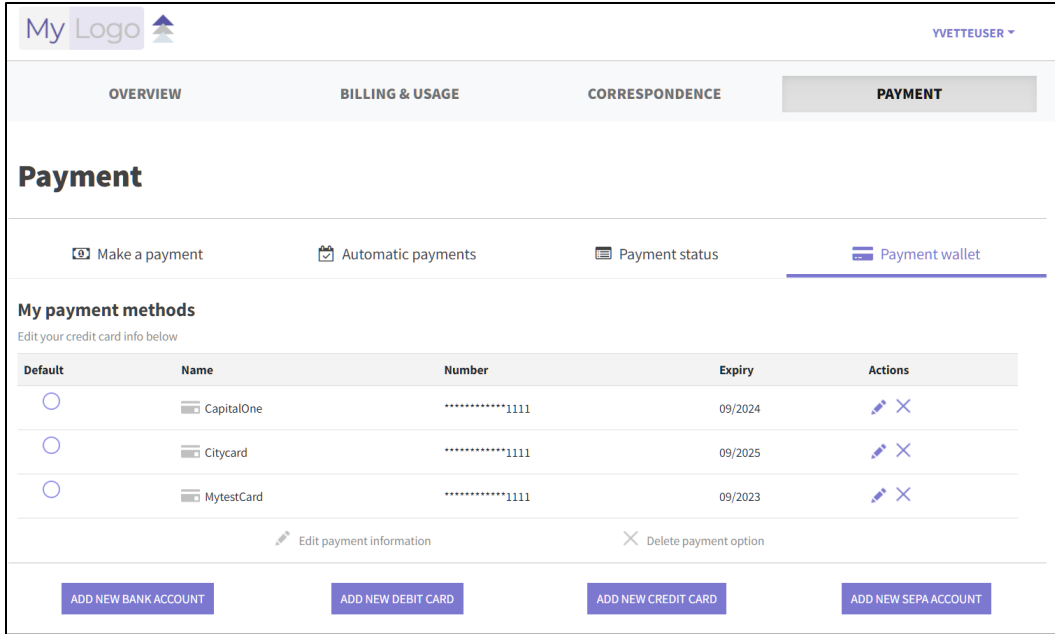 My Logo
YVETTEUSER
OVERVIEW BILLING & USAGE CORRESPONDENCE PAYMENT
Payment
Make a payment Automatic payments Payment status Payment wallet
My payment methods
Edit your credit card info below
Default Name Number Expiry Actions
CapitalOne ************1111 09/2024
Citycard ************1111 09/2025
MytestCard ************1111 09/2023
Edit payment information Delete payment option
ADD NEW BANK ACCOUNT ADD NEW DEBIT CARD ADD NEW CREDIT CARD ADD NEW SEPA ACCOUNT